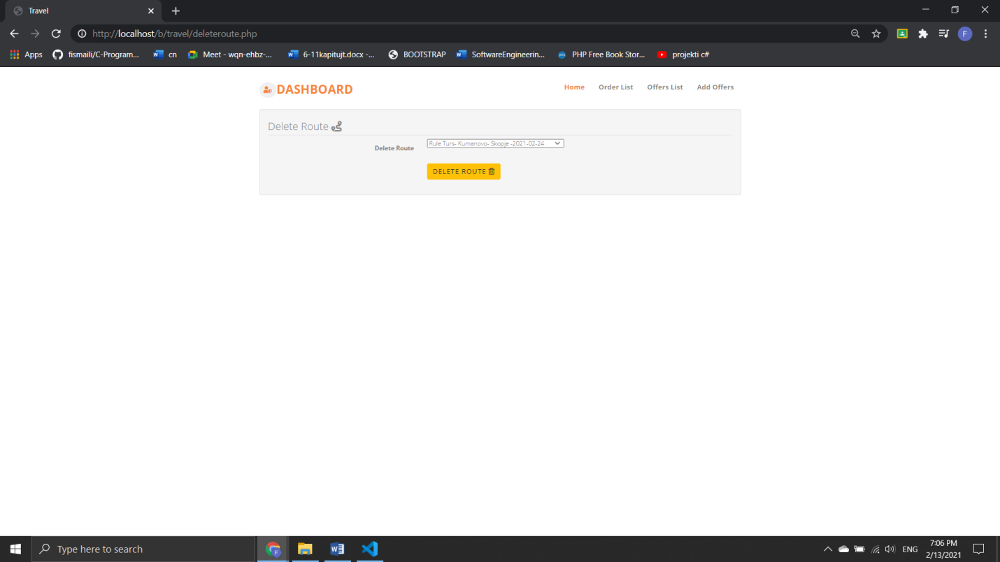 Travel
http://localhost/b/travel/deleteroute.php
F
Apps fismaili/C-Program... cn Meet - wqn-ehbz-... 6-11kapitujt.docx -... BOOTSTRAP SoftwareEngineerin... PHP Free Book Stor... projekti c#
DASHBOARD Home Order List Offers List Add Offers
Delete Route
Delete Route Rule Turs- Kumanovo- Skopje -2021-02-24
DELETE ROUTE
Type here to search
ENG
7:06 PM
2/13/2021